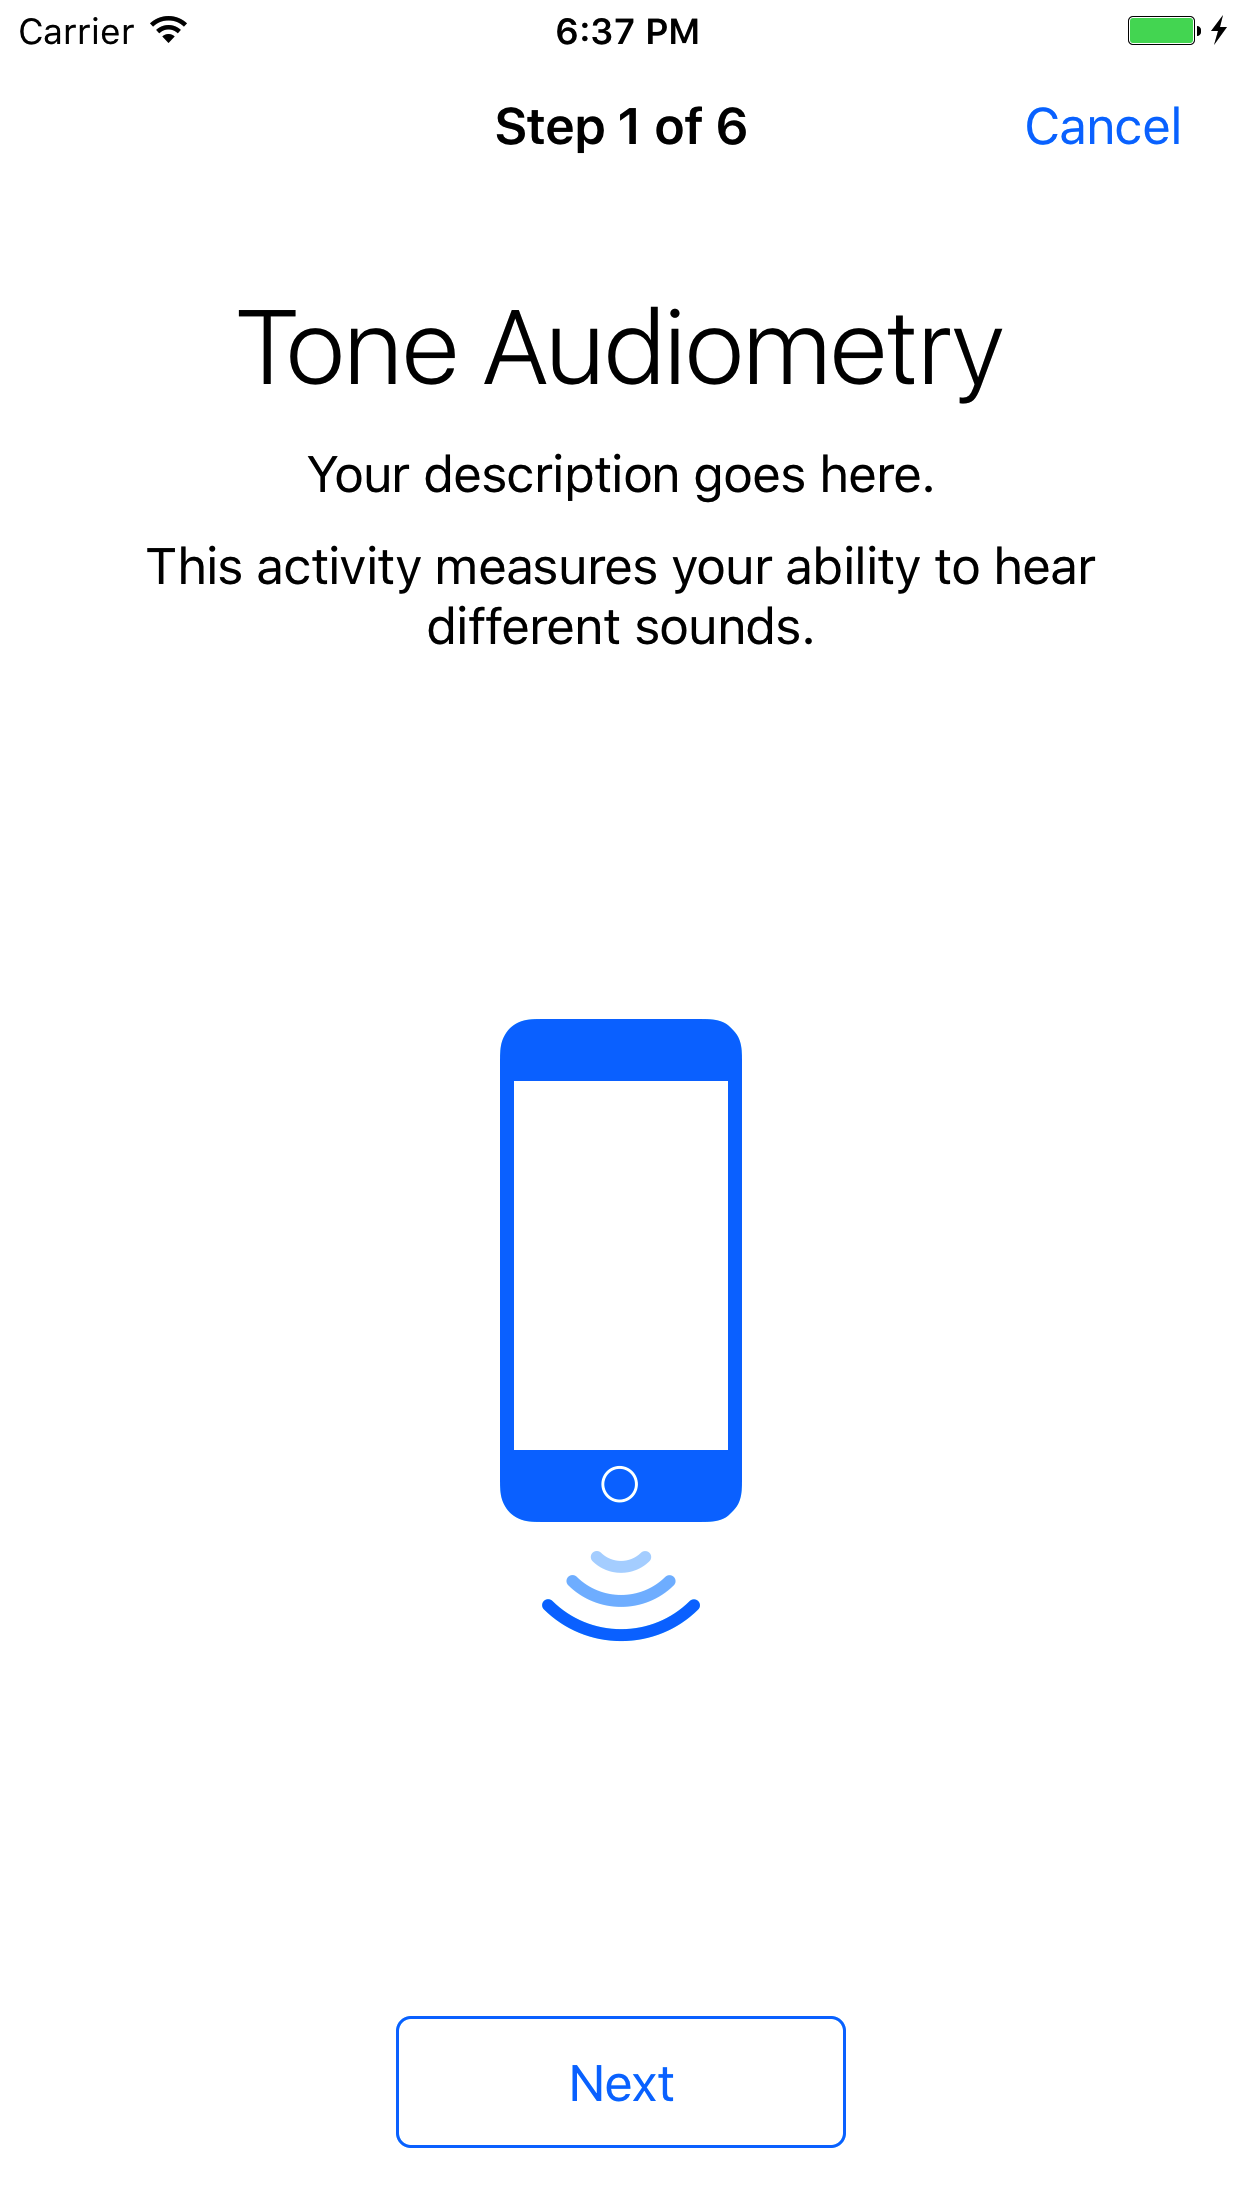 Carrier
6:37 PM
Step 1 of 6
Cancel
Tone Audiometry
Your description goes here.
This activity measures your ability to hear
different sounds.
Next